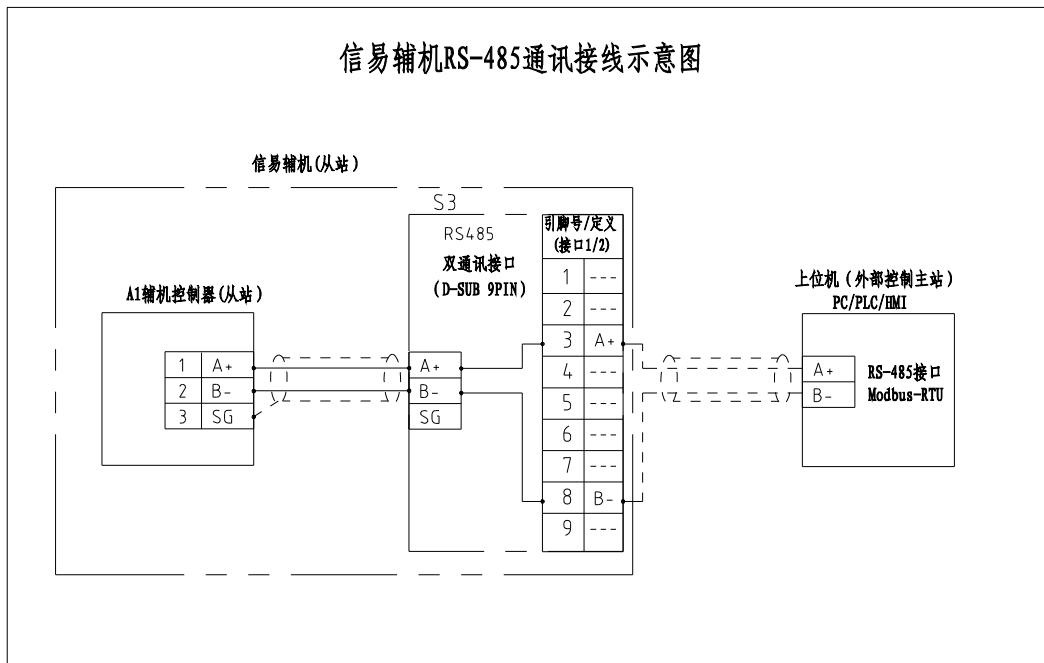 信易辅机RS-485通讯接线示意图
信易辅机(从站)
S3
RS485
双通讯接口
(D-SUB 9PIN)
引脚号/定义
(接口1/2)
1 ---
2 ---
3 A+
4 ---
5 ---
6 ---
7 ---
8 B-
9 ---
A1辅机控制器(从站)
1 A+
2 B-
3 SG
A+
B-
SG
上位机(外部控制主站)
PC/PLC/HMI
A+
B-
RS-485接口
Modbus-RTU